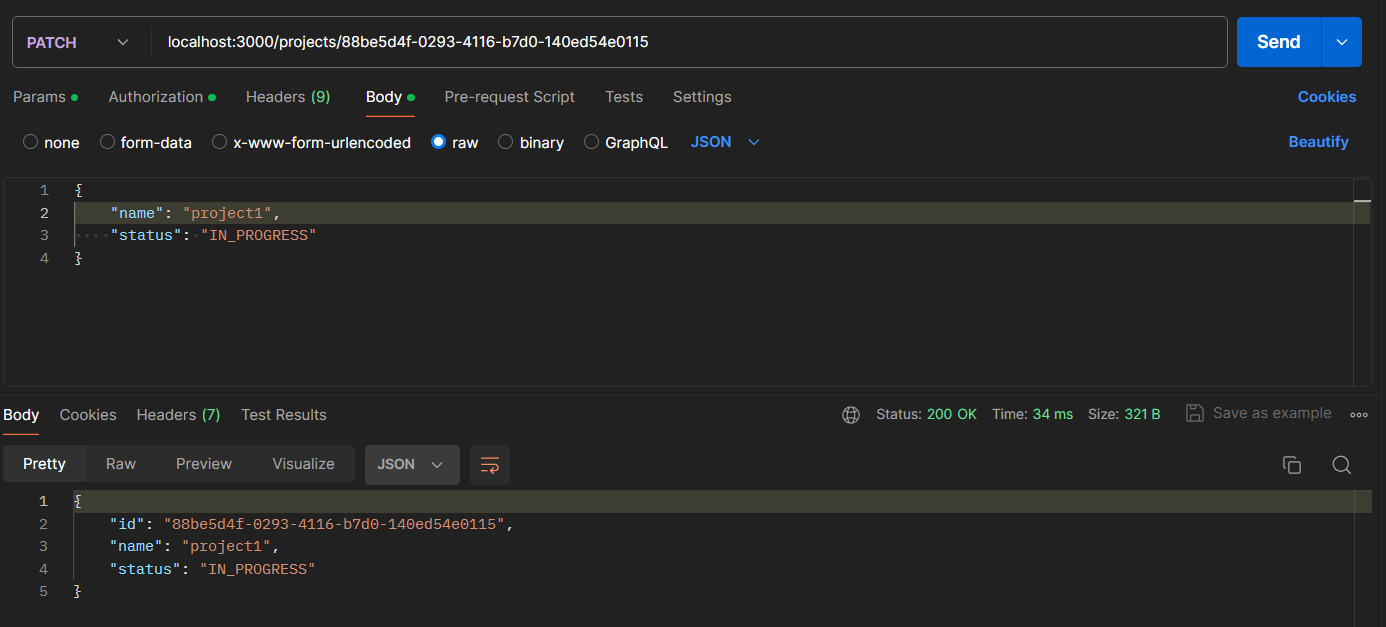 PATCH localhost:3000/projects/88be5d4f-0293-4116-b7d0-140ed54e0115 Send
Params Authorization Headers (9) Body Pre-request Script Tests Settings Cookies
none form-data x-www-form-urlencoded raw binary GraphQL JSON Beautify
1 {
2 "name": "project1",
3 "status": "IN_PROGRESS"
4 }
Body Cookies Headers (7) Test Results Status: 200 OK Time: 34 ms Size: 321 B Save as example
Pretty Raw Preview Visualize JSON
1 {
2 "id": "88be5d4f-0293-4116-b7d0-140ed54e0115",
3 "name": "project1",
4 "status": "IN_PROGRESS"
5 }